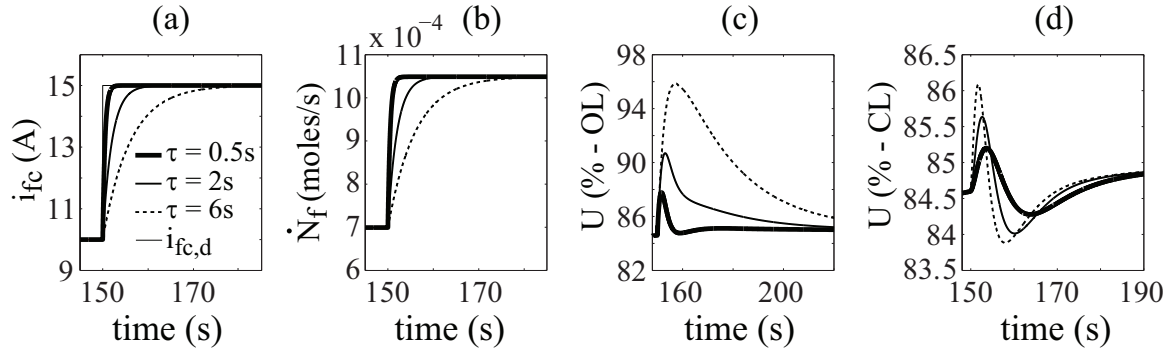 (a)
15
13
11
9
i_fc (A)
τ = 0.5s
τ = 2s
τ = 6s
i_fc,d
150 170
time (s)
(b)
x 10⁻⁴
11
10
9
8
7
6
Ṅ_f (moles/s)
150 170
time (s)
(c)
98
94
90
86
82
U (% - OL)
160 200
time (s)
(d)
86.5
86
85.5
85
84.5
84
83.5
U (% - CL)
150 170 190
time (s)